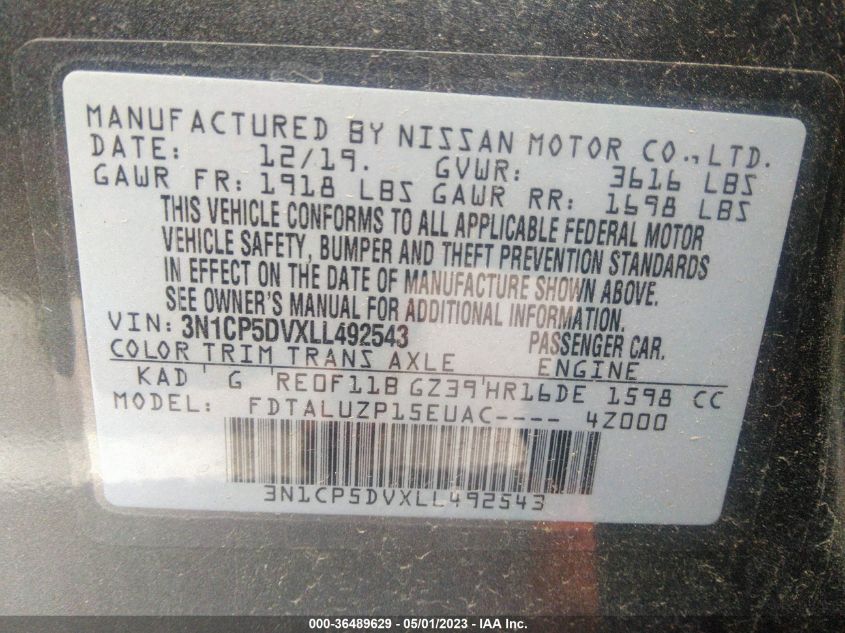 MANUFACTURED BY NISSAN MOTOR CO., LTD.
DATE: 12/19. GVWR: 3616 LBS
GAWR FR: 1918 LBS GAWR RR: 1698 LBS
THIS VEHICLE CONFORMS TO ALL APPLICABLE FEDERAL MOTOR
VEHICLE SAFETY, BUMPER AND THEFT PREVENTION STANDARDS
IN EFFECT ON THE DATE OF MANUFACTURE SHOWN ABOVE.
SEE OWNER'S MANUAL FOR ADDITIONAL INFORMATION.
VIN: 3N1CP5DVXLL492543 PASSENGER CAR.
COLOR TRIM TRANS AXLE ENGINE
KAD ' G 'RE0F11B GZ39'HR16DE 1598 CC
MODEL: FDTALUZP15EUAC---- 4Z000
3N1CP5DVXLL492543
000-36489629 - 05/01/2023 - IAA Inc.